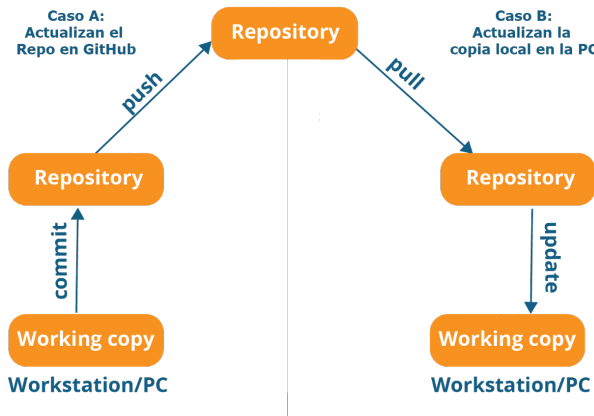 Caso A:
Actualizan el
Repo en GitHub
Repository
Caso B:
Actualizan la
copia local en la PC
push
pull
Repository
Repository
commit
update
Working copy
Working copy
Workstation/PC
Workstation/PC